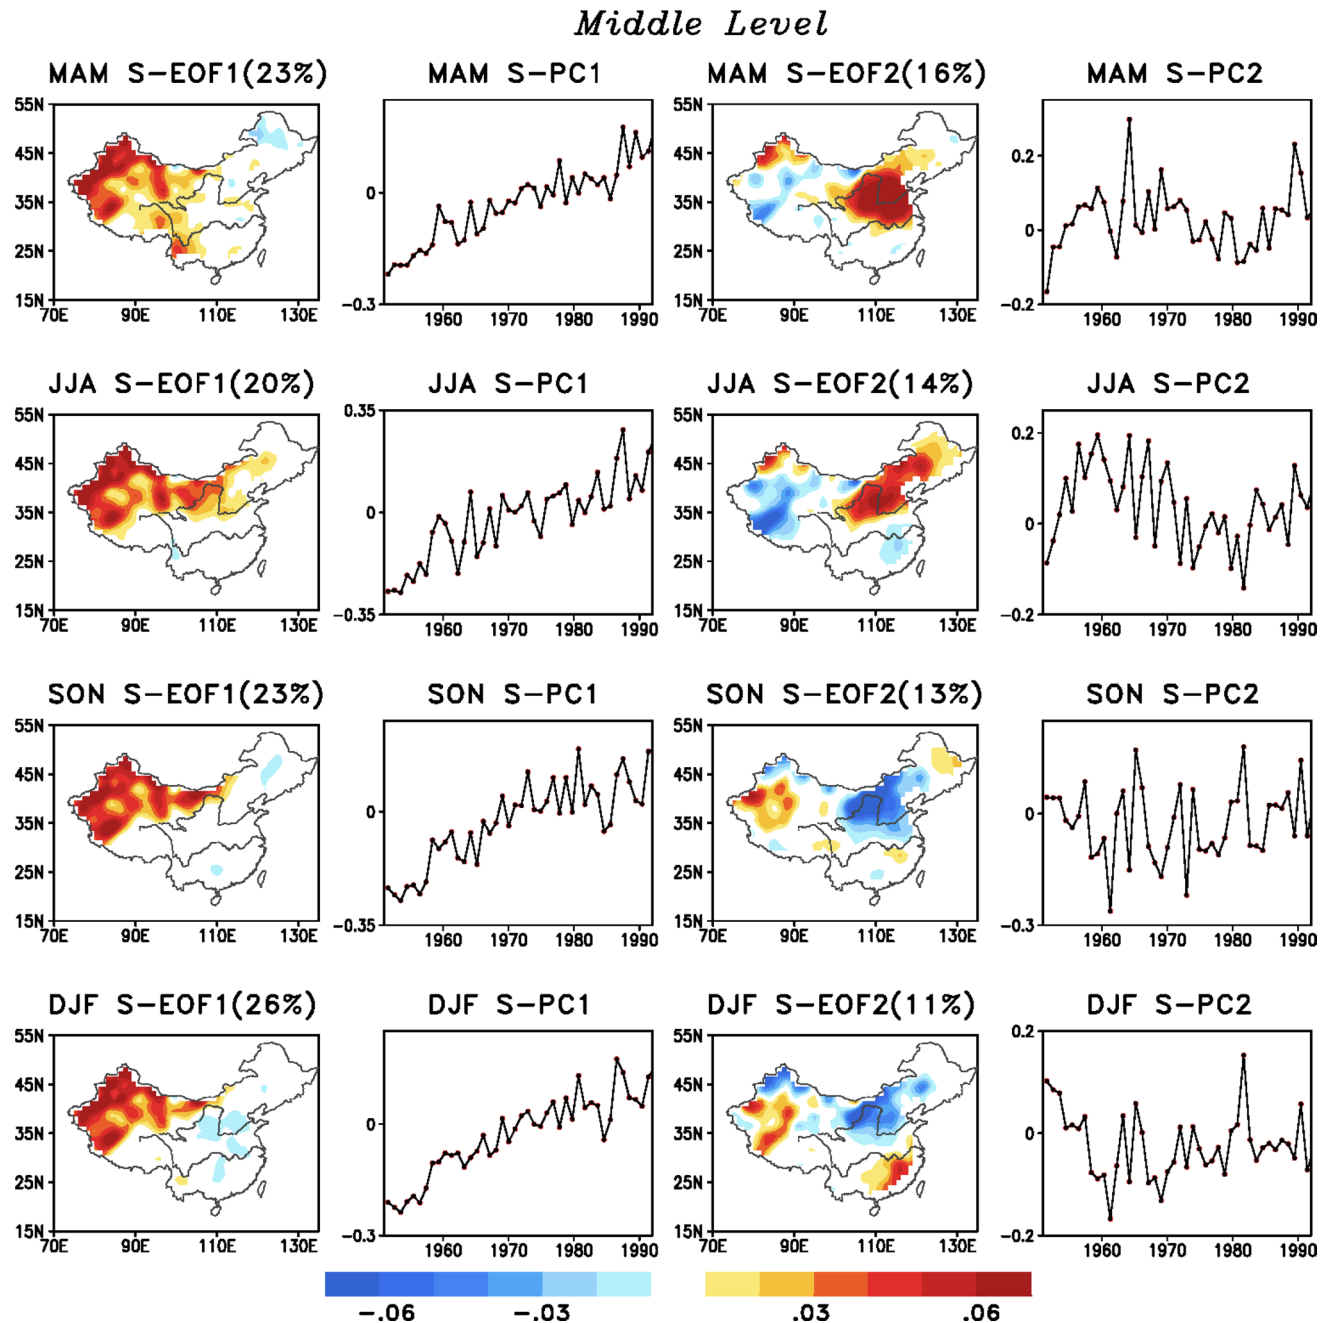 Middle Level
MAM S-EOF1(23%) MAM S-PC1 MAM S-EOF2(16%) MAM S-PC2
55N
45N
35N
25N
15N
70E 90E 110E 130E
0
-0.3
1960 1970 1980 1990
55N
45N
35N
25N
15N
70E 90E 110E 130E
0.2
0
-0.2
1960 1970 1980 1990
JJA S-EOF1(20%) JJA S-PC1 JJA S-EOF2(14%) JJA S-PC2
55N
45N
35N
25N
15N
70E 90E 110E 130E
0.35
0
-0.35
1960 1970 1980 1990
55N
45N
35N
25N
15N
70E 90E 110E 130E
0.2
0
-0.2
1960 1970 1980 1990
SON S-EOF1(23%) SON S-PC1 SON S-EOF2(13%) SON S-PC2
55N
45N
35N
25N
15N
70E 90E 110E 130E
0
-0.35
1960 1970 1980 1990
55N
45N
35N
25N
15N
70E 90E 110E 130E
0
-0.3
1960 1970 1980 1990
DJF S-EOF1(26%) DJF S-PC1 DJF S-EOF2(11%) DJF S-PC2
55N
45N
35N
25N
15N
70E 90E 110E 130E
0
-0.3
1960 1970 1980 1990
55N
45N
35N
25N
15N
70E 90E 110E 130E
0.2
0
-0.2
1960 1970 1980 1990
-.06 -.03 .03 .06